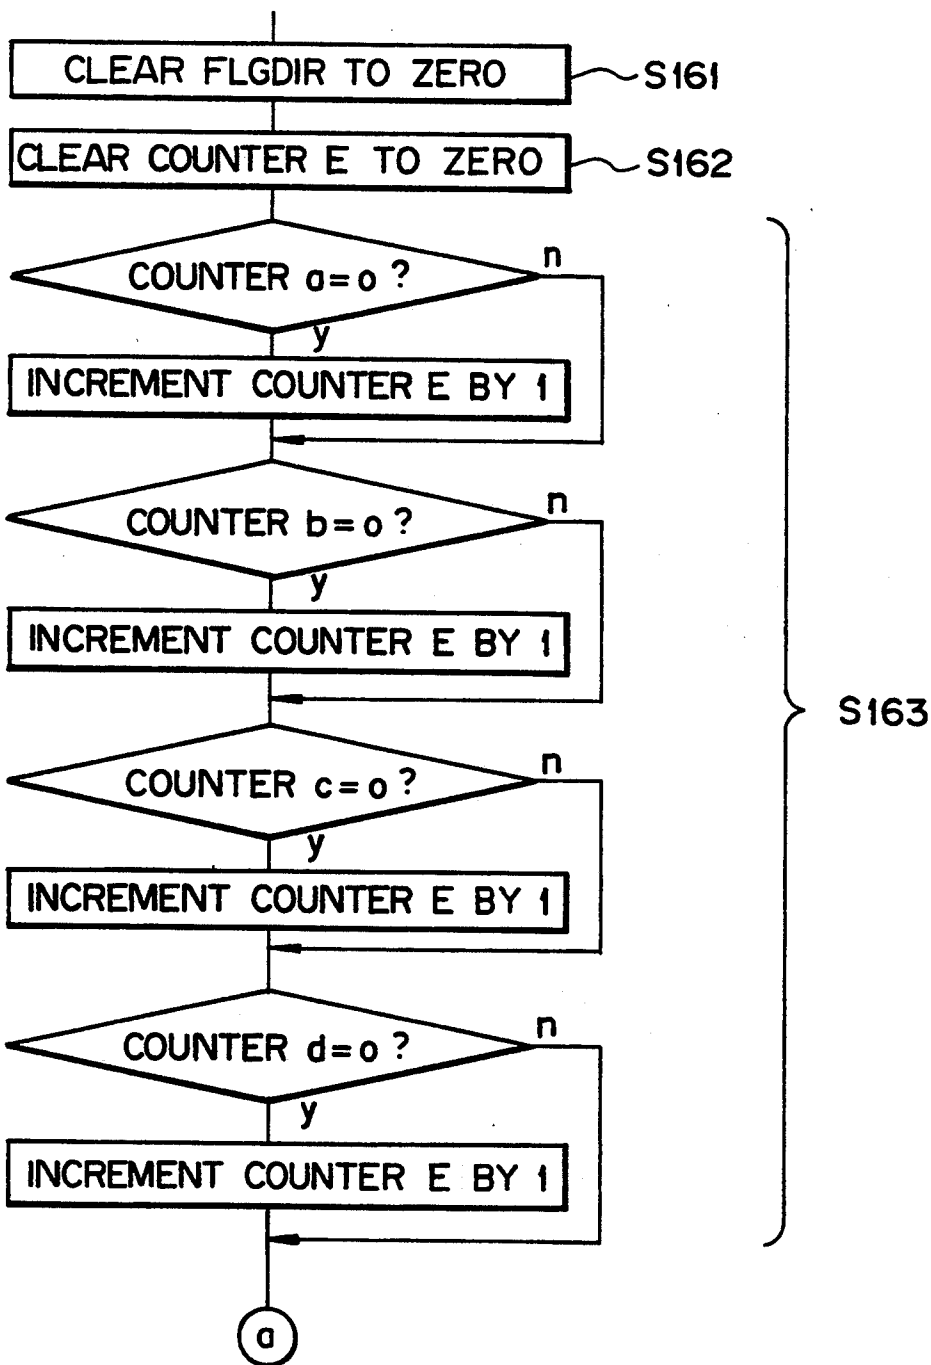 CLEAR FLGDIR TO ZERO
S161
CLEAR COUNTER E TO ZERO
S162
COUNTER a=o ?
n
y
INCREMENT COUNTER E BY 1
COUNTER b=o ?
n
y
INCREMENT COUNTER E BY 1
S163
COUNTER c=o ?
n
y
INCREMENT COUNTER E BY 1
COUNTER d=o ?
n
y
INCREMENT COUNTER E BY 1
a